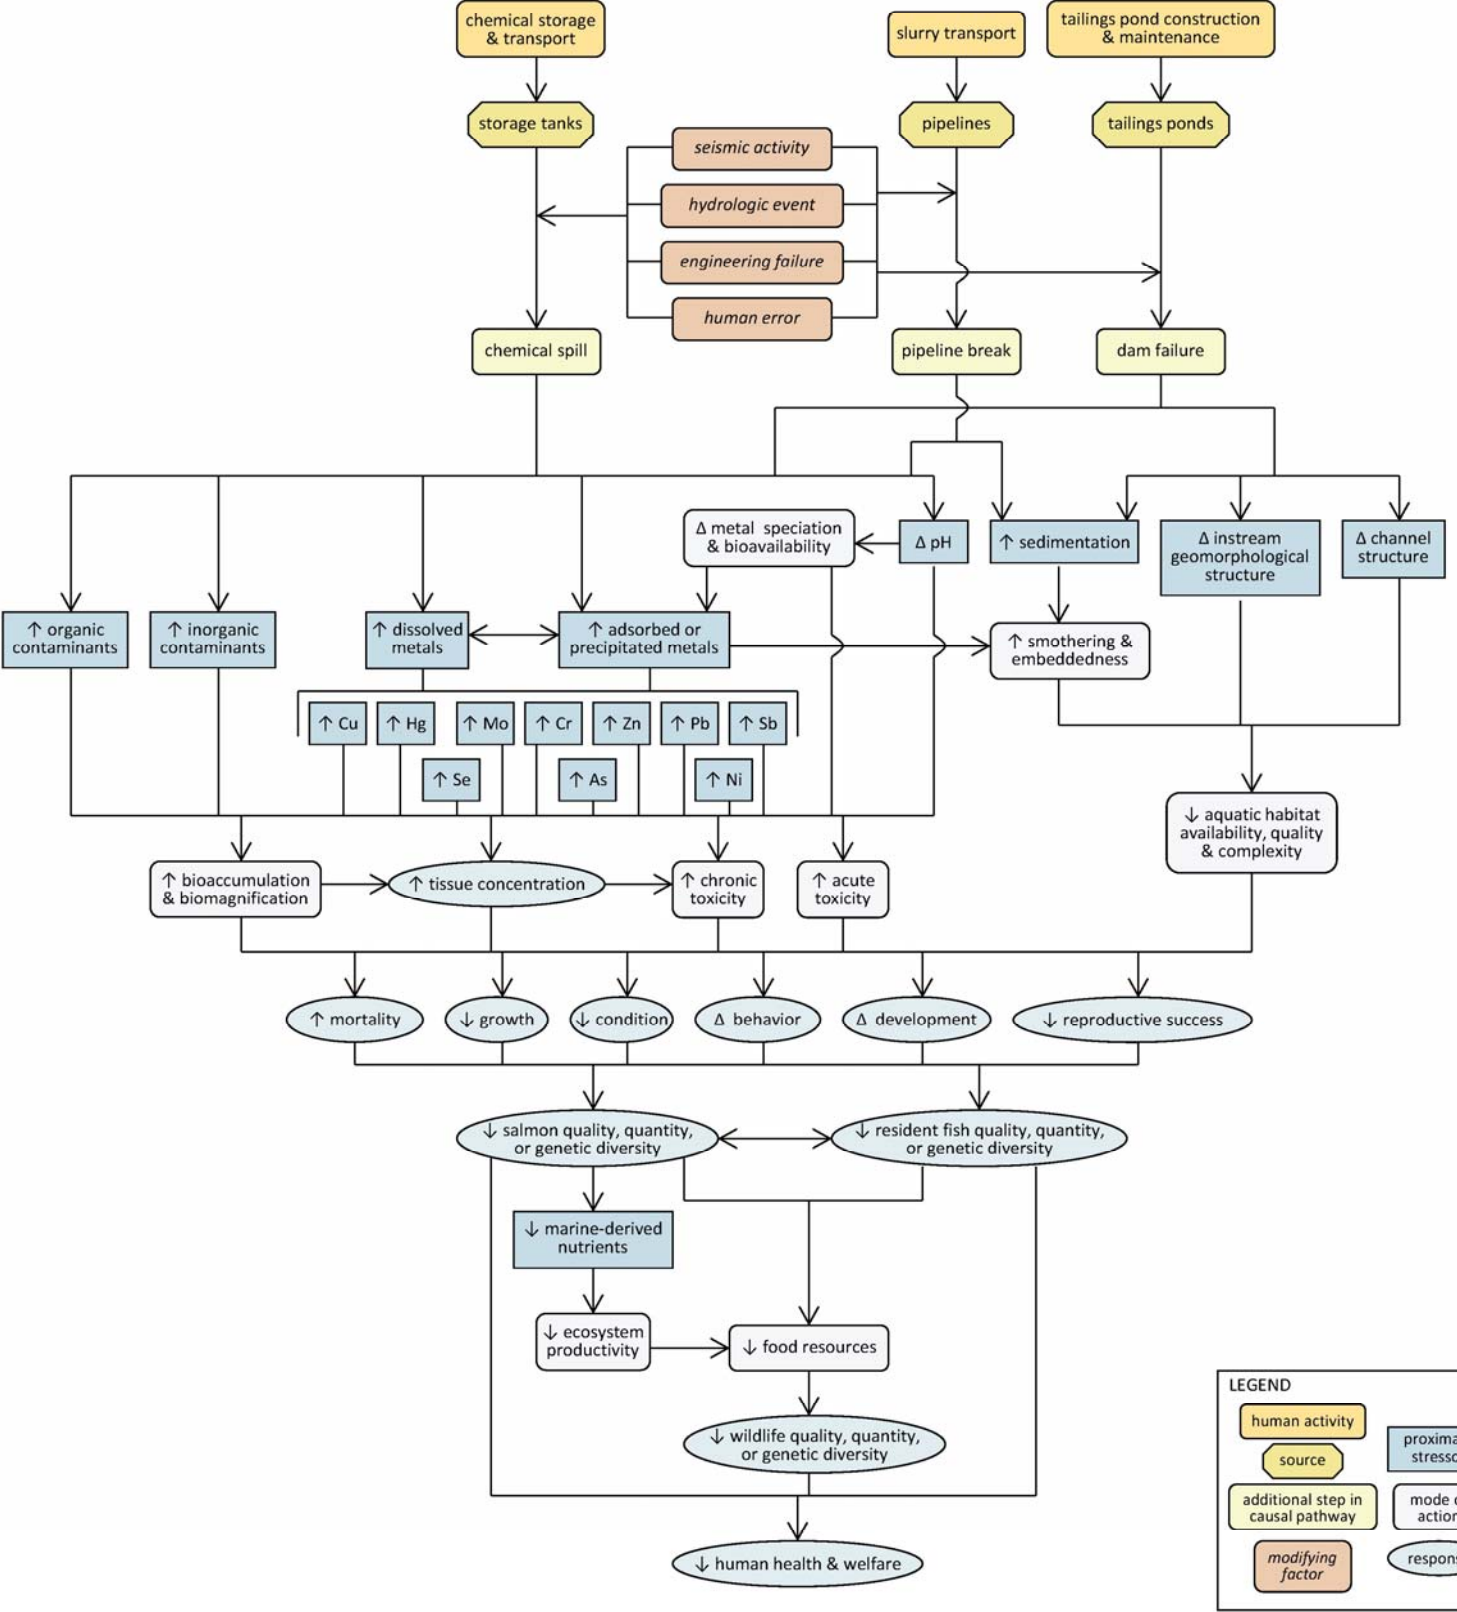 chemical storage
& transport
slurry transport
tailings pond construction
& maintenance
storage tanks
pipelines
tailings ponds
seismic activity
hydrologic event
engineering failure
human error
chemical spill
pipeline break
dam failure
Δ metal speciation
& bioavailability
Δ pH
↑ sedimentation
Δ instream
geomorphological
structure
Δ channel
structure
↑ organic
contaminants
↑ inorganic
contaminants
↑ dissolved
metals
↑ adsorbed or
precipitated metals
↑ smothering &
embeddedness
↑ Cu
↑ Hg
↑ Mo
↑ Cr
↑ Zn
↑ Pb
↑ Sb
↑ Se
↑ As
↑ Ni
↓ aquatic habitat
availability, quality
& complexity
↑ bioaccumulation
& biomagnification
↑ tissue concentration
↑ chronic
toxicity
↑ acute
toxicity
↑ mortality
↓ growth
↓ condition
Δ behavior
Δ development
↓ reproductive success
↓ salmon quality, quantity,
or genetic diversity
↓ resident fish quality, quantity,
or genetic diversity
↓ marine-derived
nutrients
↓ ecosystem
productivity
↓ food resources
↓ wildlife quality, quantity,
or genetic diversity
↓ human health & welfare
LEGEND
human activity
source
additional step in
causal pathway
modifying
factor
mode